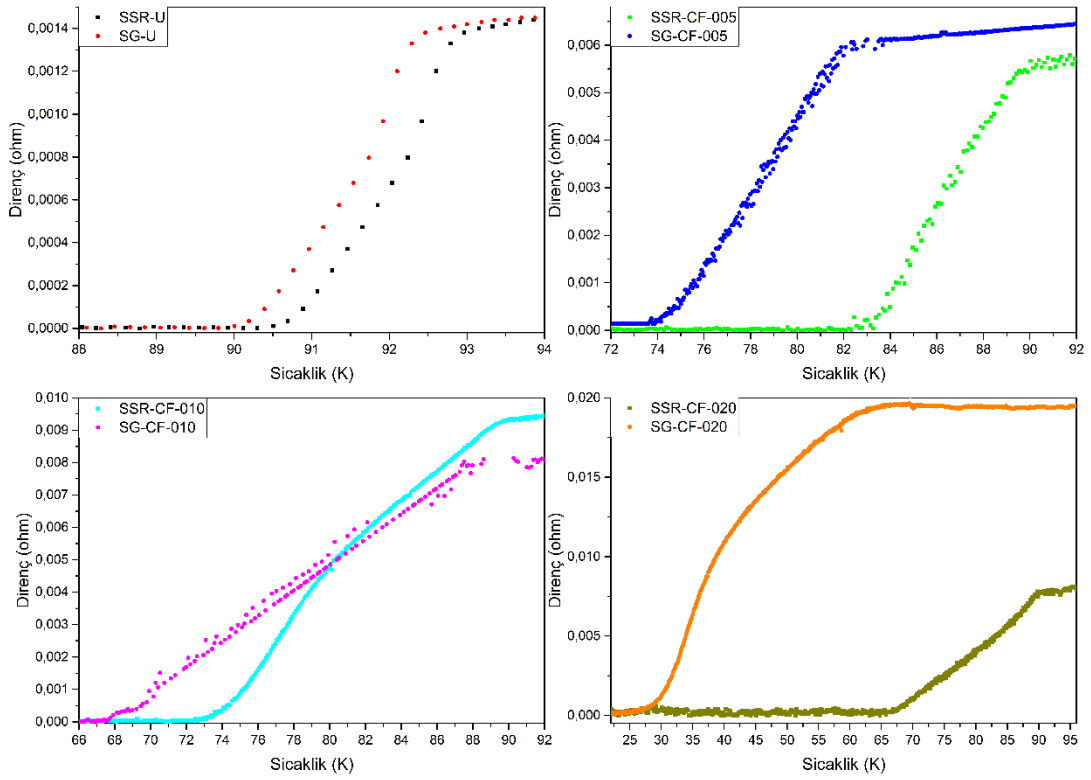 SSR-U
SG-U
0,0014
0,0012
0,0010
0,0008
0,0006
0,0004
0,0002
0,0000
Direnç (ohm)
86 88 89 90 91 92 93 94
Sicaklik (K)
SSR-CF-005
SG-CF-005
0,006
0,005
0,004
0,003
0,002
0,001
0,000
Direnç (ohm)
72 74 76 78 80 82 84 86 88 90 92
Sicaklik (K)
SSR-CF-010
SG-CF-010
0,010
0,009
0,008
0,007
0,006
0,005
0,004
0,003
0,002
0,001
0,000
Direnç (ohm)
66 68 70 72 74 76 78 80 82 84 86 88 90 92
Sicaklik (K)
SSR-CF-020
SG-CF-020
0,020
0,015
0,010
0,005
0,000
Direnç (ohm)
25 30 35 40 45 50 55 60 65 70 75 80 85 90 95
Sicaklik (K)